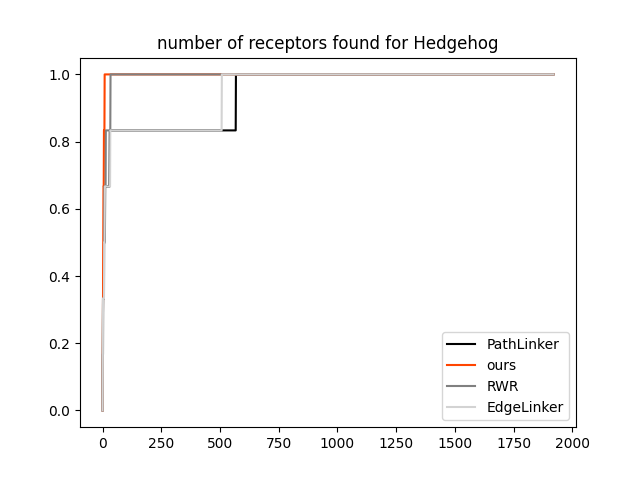 number of receptors found for Hedgehog
1.0
0.8
0.6
0.4
0.2
0.0
PathLinker
ours
RWR
EdgeLinker
0 250 500 750 1000 1250 1500 1750 2000